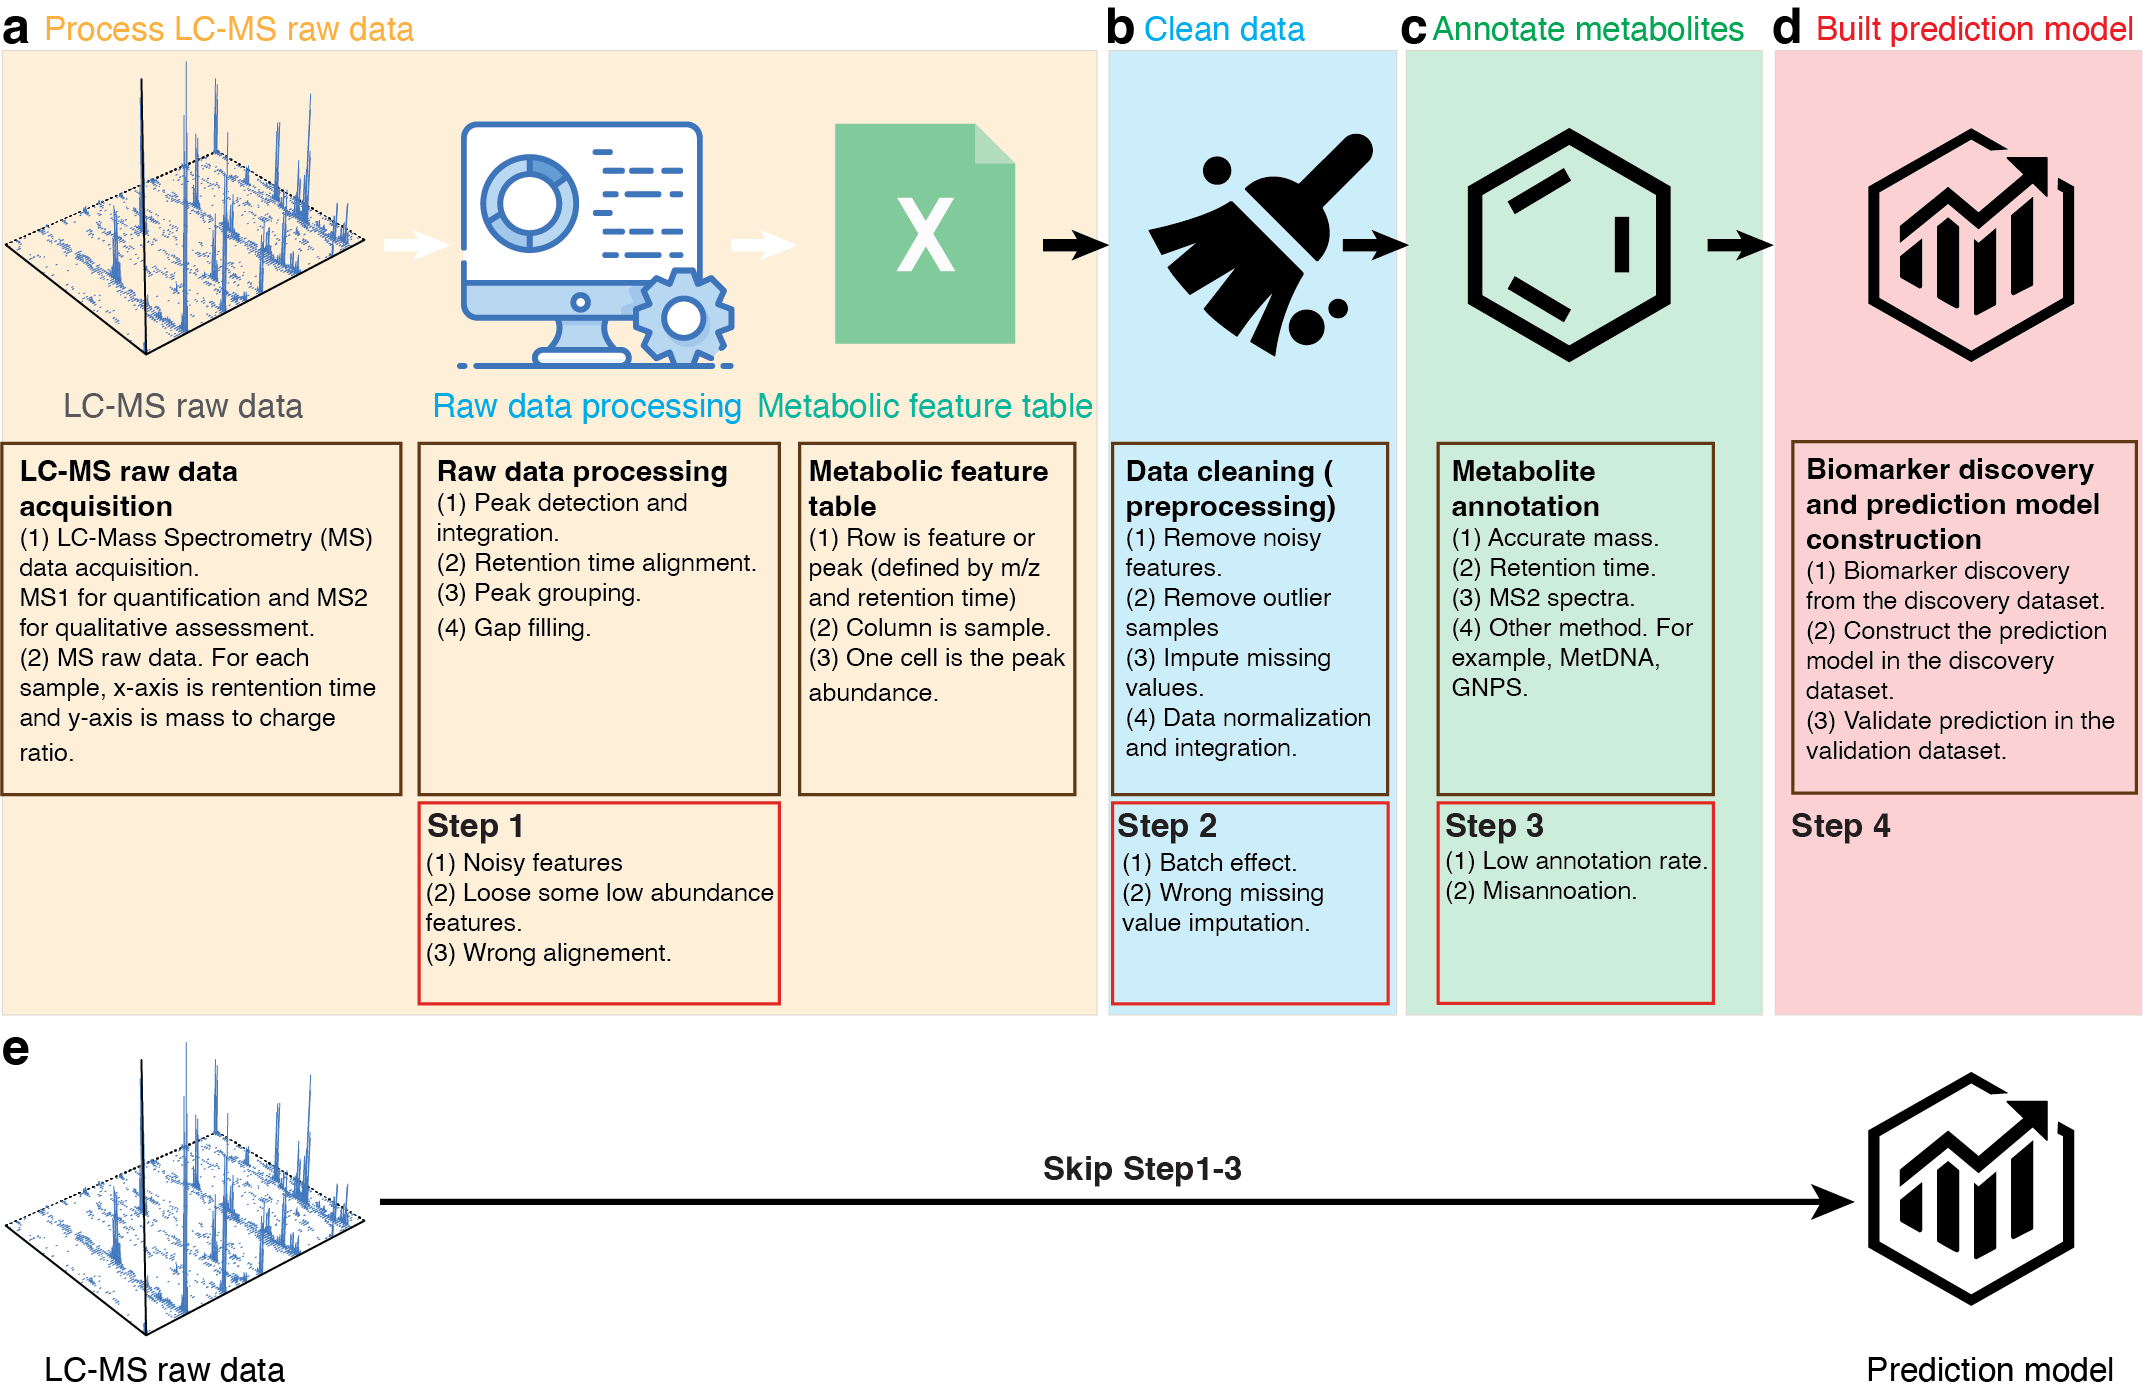 a Process LC-MS raw data
b Clean data
c Annotate metabolites
d Built prediction model
X
LC-MS raw data
Raw data processing
Metabolic feature table
LC-MS raw data
acquisition
(1) LC-Mass Spectrometry (MS)
data acquisition.
MS1 for quantification and MS2
for qualitative assessment.
(2) MS raw data. For each
sample, x-axis is rentention time
and y-axis is mass to charge
ratio.
Raw data processing
(1) Peak detection and
integration.
(2) Retention time alignment.
(3) Peak grouping.
(4) Gap filling.
Metabolic feature
table
(1) Row is feature or
peak (defined by m/z
and retention time)
(2) Column is sample.
(3) One cell is the peak
abundance.
Data cleaning (
preprocessing)
(1) Remove noisy
features.
(2) Remove outlier
samples
(3) Impute missing
values.
(4) Data normalization
and integration.
Metabolite
annotation
(1) Accurate mass.
(2) Retention time.
(3) MS2 spectra.
(4) Other method. For
example, MetDNA,
GNPS.
Biomarker discovery
and prediction model
construction
(1) Biomarker discovery
from the discovery dataset.
(2) Construct the prediction
model in the discovery
dataset.
(3) Validate prediction in the
validation dataset.
Step 1
(1) Noisy features
(2) Loose some low abundance
features.
(3) Wrong alignement.
Step 2
(1) Batch effect.
(2) Wrong missing
value imputation.
Step 3
(1) Low annotation rate.
(2) Misannoation.
Step 4
e
Skip Step1-3
LC-MS raw data
Prediction model